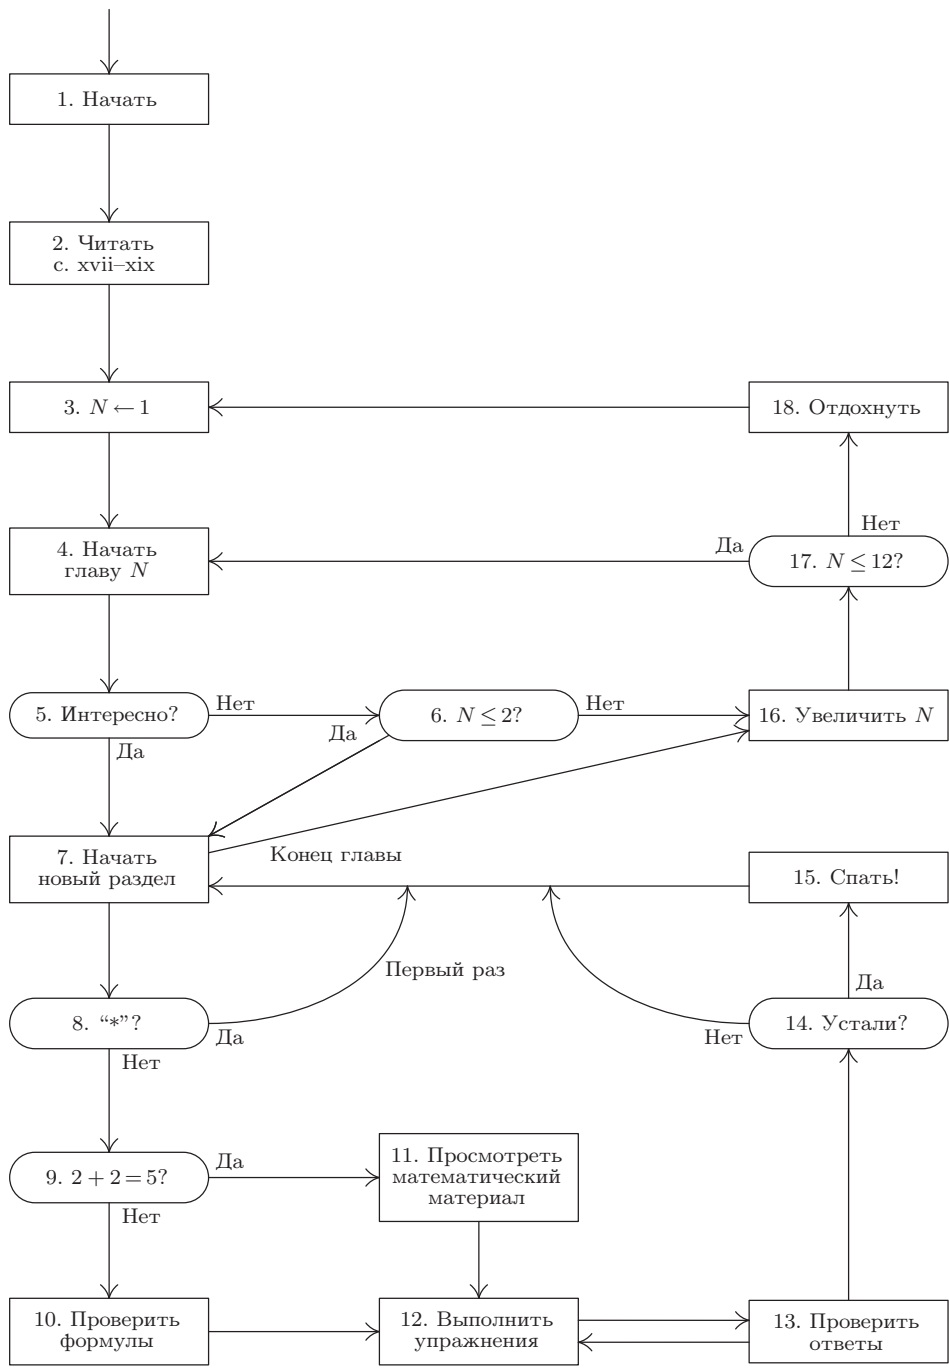 1. Начать
2. Читать
с. xvii–xix
3. N ← 1
18. Отдохнуть
Нет
4. Начать
главу N
Да
17. N ≤ 12?
5. Интересно?
Нет
6. N ≤ 2?
Нет
16. Увеличить N
Да
Да
7. Начать
новый раздел
Конец главы
15. Спать!
Первый раз
Да
8. “*”?
Да
Нет
14. Устали?
Нет
9. 2 + 2 = 5?
Да
11. Просмотреть
математический
материал
Нет
10. Проверить
формулы
12. Выполнить
упражнения
13. Проверить
ответы